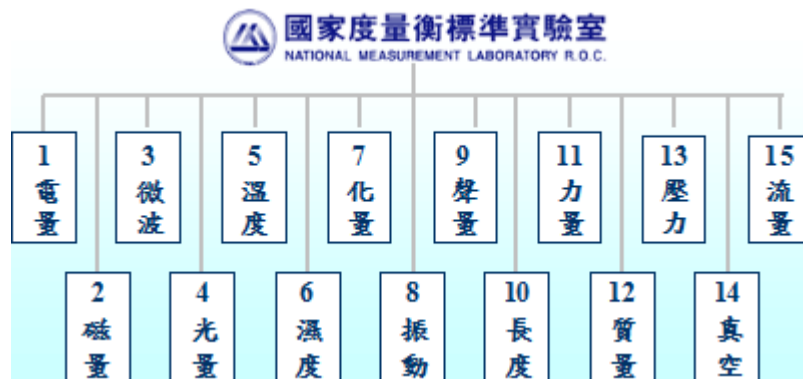 國家度量衡標準實驗室
NATIONAL MEASUREMENT LABORATORY R.O.C.
1 電量
2 磁量
3 微波
4 光量
5 溫度
6 濕度
7 化量
8 振動
9 聲量
10 長度
11 力量
12 質量
13 壓力
14 真空
15 流量